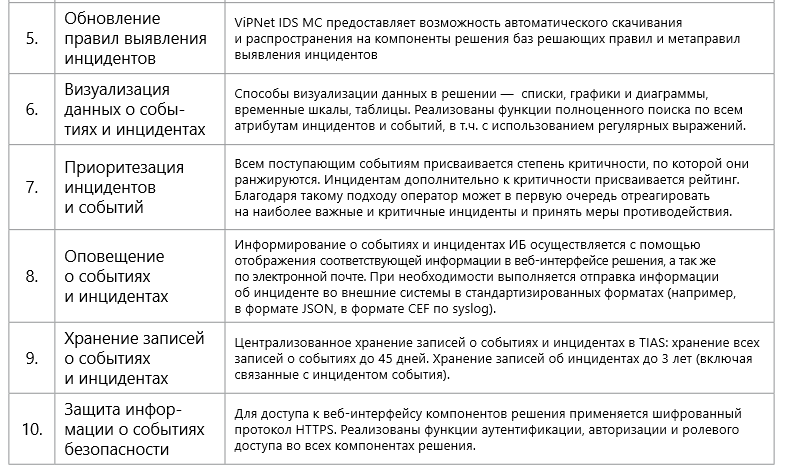 5.
Обновление
правил выявления
инцидентов
ViPNet IDS MC предоставляет возможность автоматического скачивания
и распространения на компоненты решения баз решающих правил и метаправил
выявления инцидентов
6.
Визуализация
данных о собы-
тиях и инцидентах
Способы визуализации данных в решении — списки, графики и диаграммы,
временные шкалы, таблицы. Реализованы функции полноценного поиска по всем
атрибутам инцидентов и событий, в т.ч. с использованием регулярных выражений.
7.
Приоритезация
инцидентов
и событий
Всем поступающим событиям присваивается степень критичности, по которой они
ранжируются. Инцидентам дополнительно к критичности присваивается рейтинг.
Благодаря такому подходу оператор может в первую очередь отреагировать
на наиболее важные и критичные инциденты и принять меры противодействия.
8.
Оповещение
о событиях
и инцидентах
Информирование о событиях и инцидентах ИБ осуществляется с помощью
отображения соответствующей информации в веб-интерфейсе решения, а так же
по электронной почте. При необходимости выполняется отправка информации
об инциденте во внешние системы в стандартизированных форматах (например,
в формате JSON, в формате CEF по syslog).
9.
Хранение записей
о событиях
и инцидентах
Централизованное хранение записей о событиях и инцидентах в TIAS: хранение всех
записей о событиях до 45 дней. Хранение записей об инцидентах до 3 лет (включая
связанные с инцидентом события).
10.
Защита инфор-
мации о событиях
безопасности
Для доступа к веб-интерфейсу компонентов решения применяется шифрованный
протокол HTTPS. Реализованы функции аутентификации, авторизации и ролевого
доступа во всех компонентах решения.